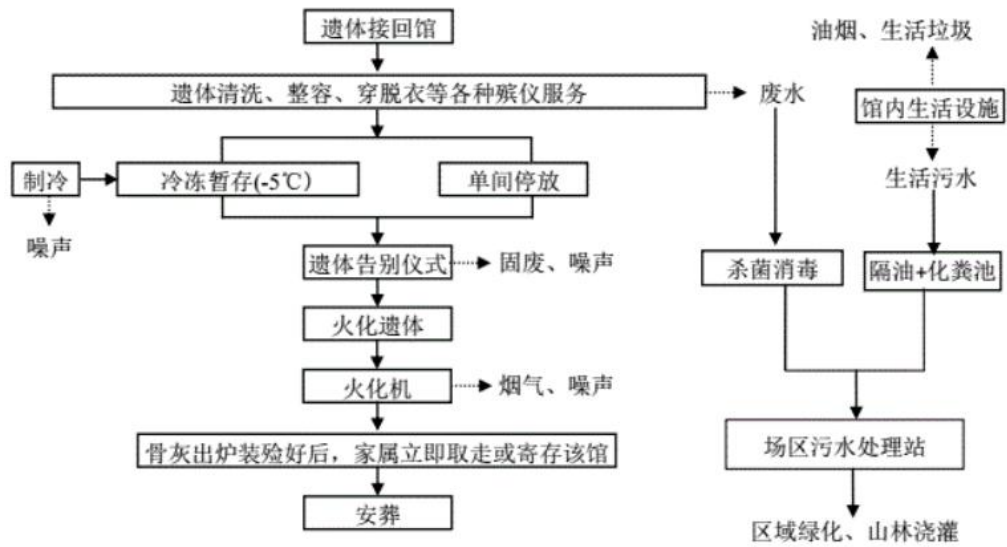 遗体接回馆
油烟、生活垃圾
遗体清洗、整容、穿脱衣等各种殡仪服务
废水
馆内生活设施
制冷
冷冻暂存(-5℃)
单间停放
生活污水
噪声
遗体告别仪式
固废、噪声
杀菌消毒
隔油+化粪池
火化遗体
火化机
烟气、噪声
骨灰出炉装殓好后，家属立即取走或寄存该馆
场区污水处理站
安葬
区域绿化、山林浇灌